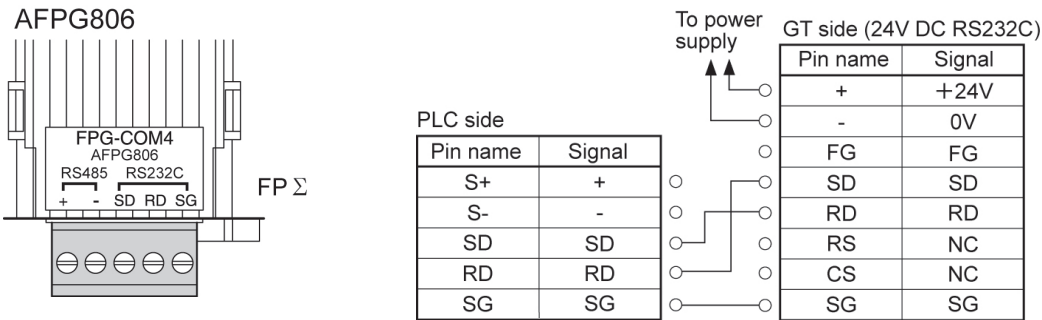 AFPG806
FPG-COM4
AFPG806
RS485 RS232C
+ - SD RD SG
FPΣ
To power
supply
PLC side
Pin name Signal
S+ +
S- -
SD SD
RD RD
SG SG
GT side (24V DC RS232C)
Pin name Signal
+ +24V
- 0V
FG FG
SD SD
RD RD
RS NC
CS NC
SG SG